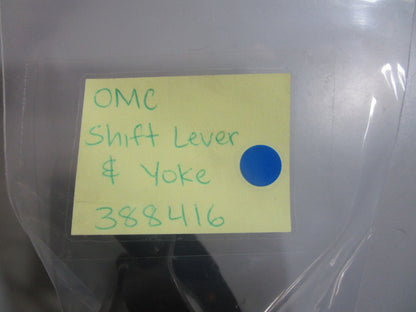 OMC
Shift Lever
& Yoke
388416